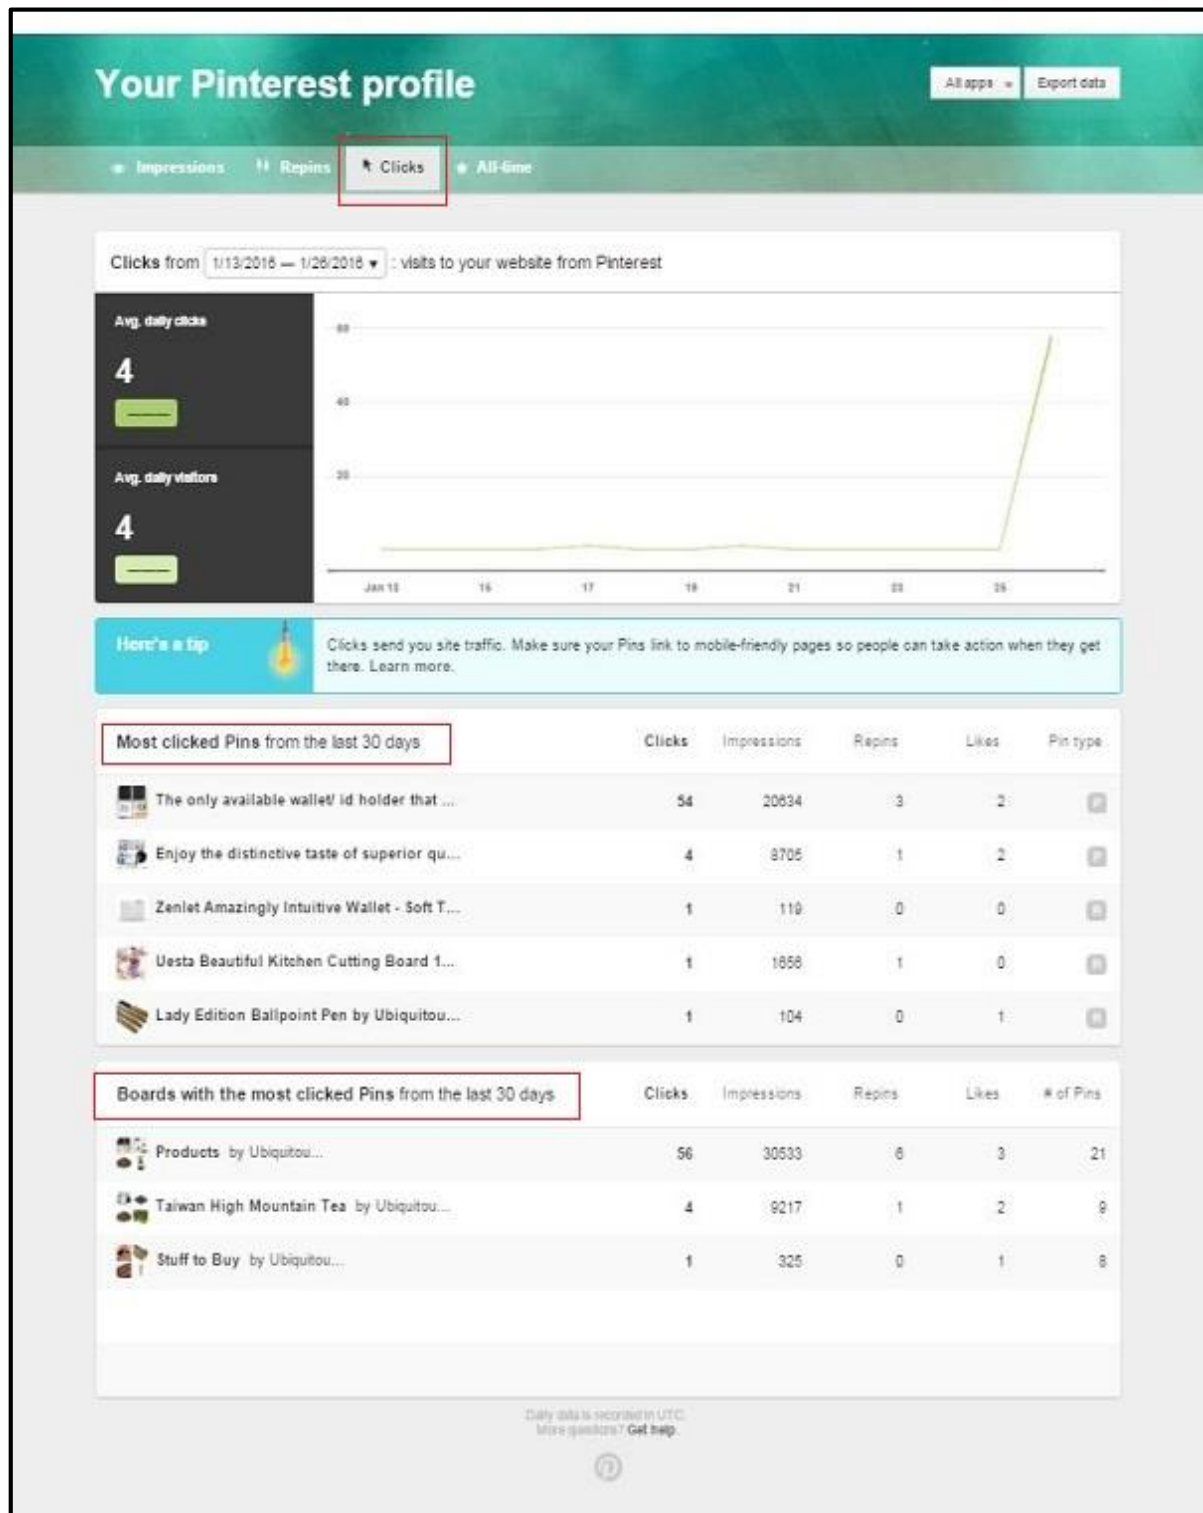 Your Pinterest profile
All apps Export data
Impressions Repins Clicks All-time
Clicks from 1/13/2016 — 1/26/2016 ▾ : visits to your website from Pinterest
Avg. daily clicks
4
Avg. daily visitors
4
60
40
20
Jan 13 15 17 19 21 23 25
Here's a tip
Clicks send you site traffic. Make sure your Pins link to mobile-friendly pages so people can take action when they get
there. Learn more.
Most clicked Pins from the last 30 days Clicks Impressions Repins Likes Pin type
The only available wallet/ id holder that ... 54 20634 3 2
Enjoy the distinctive taste of superior qu... 4 8705 1 2
Zenlet Amazingly Intuitive Wallet - Soft T... 1 119 0 0
Uesta Beautiful Kitchen Cutting Board 1... 1 1656 1 0
Lady Edition Ballpoint Pen by Ubiquitou... 1 104 0 1
Boards with the most clicked Pins from the last 30 days Clicks Impressions Repins Likes # of Pins
Products by Ubiquitou... 56 30533 6 3 21
Taiwan High Mountain Tea by Ubiquitou... 4 9217 1 2 9
Stuff to Buy by Ubiquitou... 1 325 0 1 8
Daily data is recorded in UTC.
More questions? Get help.